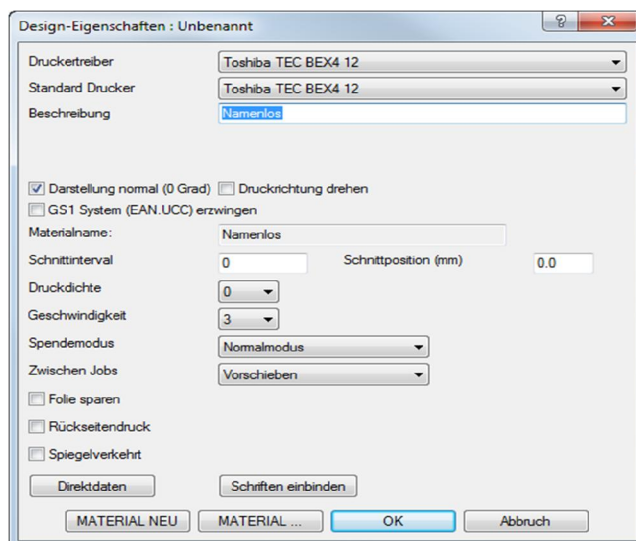 Design-Eigenschaften : Unbenannt
Druckertreiber Toshiba TEC BEX4 12
Standard Drucker Toshiba TEC BEX4 12
Beschreibung Namenlos
Darstellung normal (0 Grad) Druckrichtung drehen
GS1 System (EAN.UCC) erzwingen
Materialname: Namenlos
Schnittinterval 0 Schnittposition (mm) 0.0
Druckdichte 0
Geschwindigkeit 3
Spendemodus Normalmodus
Zwischen Jobs Vorschieben
Folie sparen
Rückseitendruck
Spiegelverkehrt
Direktdaten Schriften einbinden
MATERIAL NEU MATERIAL ... OK Abbruch